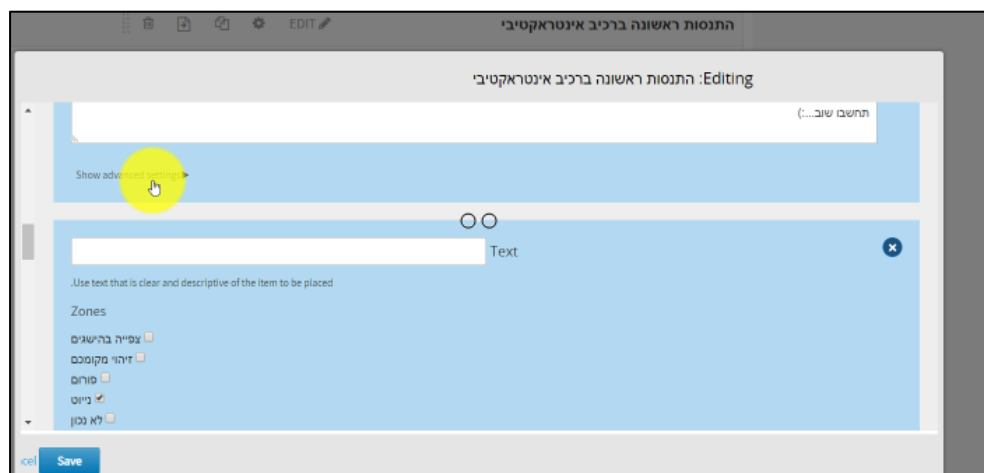 התנסות ראשונה ברכיב אינטראקטיבי
EDIT
Editing: התנסות ראשונה ברכיב אינטראקטיבי
תחשבו שוב...:)
Show advanced settings
Text
.Use text that is clear and descriptive of the item to be placed
Zones
צפייה בהישגים
זיהוי מקומכם
פורום
ניווט
לא נכון
Save
cel